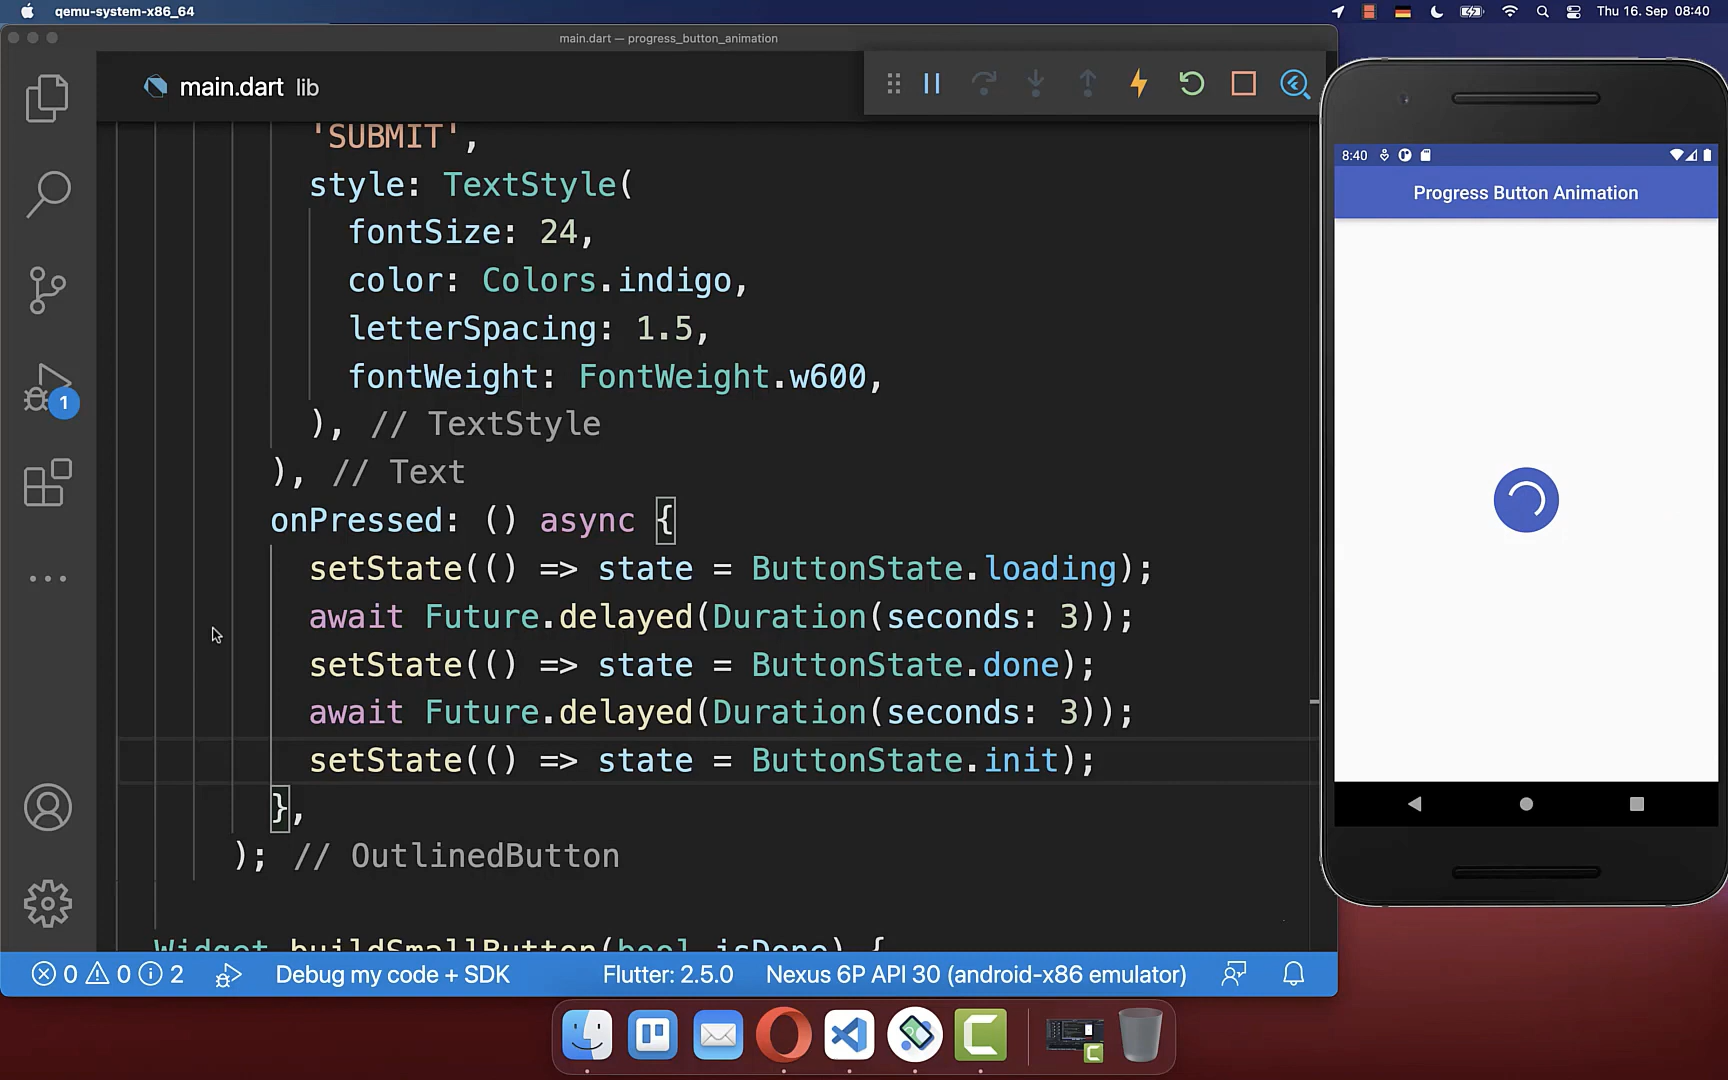 qemu-system-x86_64
Thu 16. Sep 08:40
main.dart — progress_button_animation
main.dart lib
'SUBMIT',
style: TextStyle(
fontSize: 24,
color: Colors.indigo,
letterSpacing: 1.5,
fontWeight: FontWeight.w600,
), // TextStyle
), // Text
onPressed: () async {
setState(() => state = ButtonState.loading);
await Future.delayed(Duration(seconds: 3));
setState(() => state = ButtonState.done);
await Future.delayed(Duration(seconds: 3));
setState(() => state = ButtonState.init);
},
); // OutlinedButton
Widget buildSmallButton(bool isDone) {
1
0 0 2
Debug my code + SDK
Flutter: 2.5.0
Nexus 6P API 30 (android-x86 emulator)
8:40
Progress Button Animation